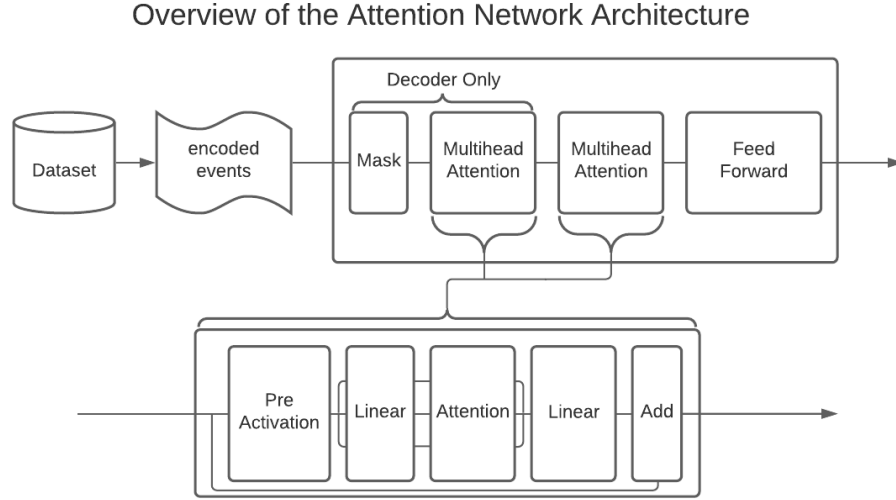 Overview of the Attention Network Architecture
Decoder Only
Dataset
encoded
events
Mask
Multihead
Attention
Multihead
Attention
Feed
Forward
Pre
Activation
Linear
Attention
Linear
Add